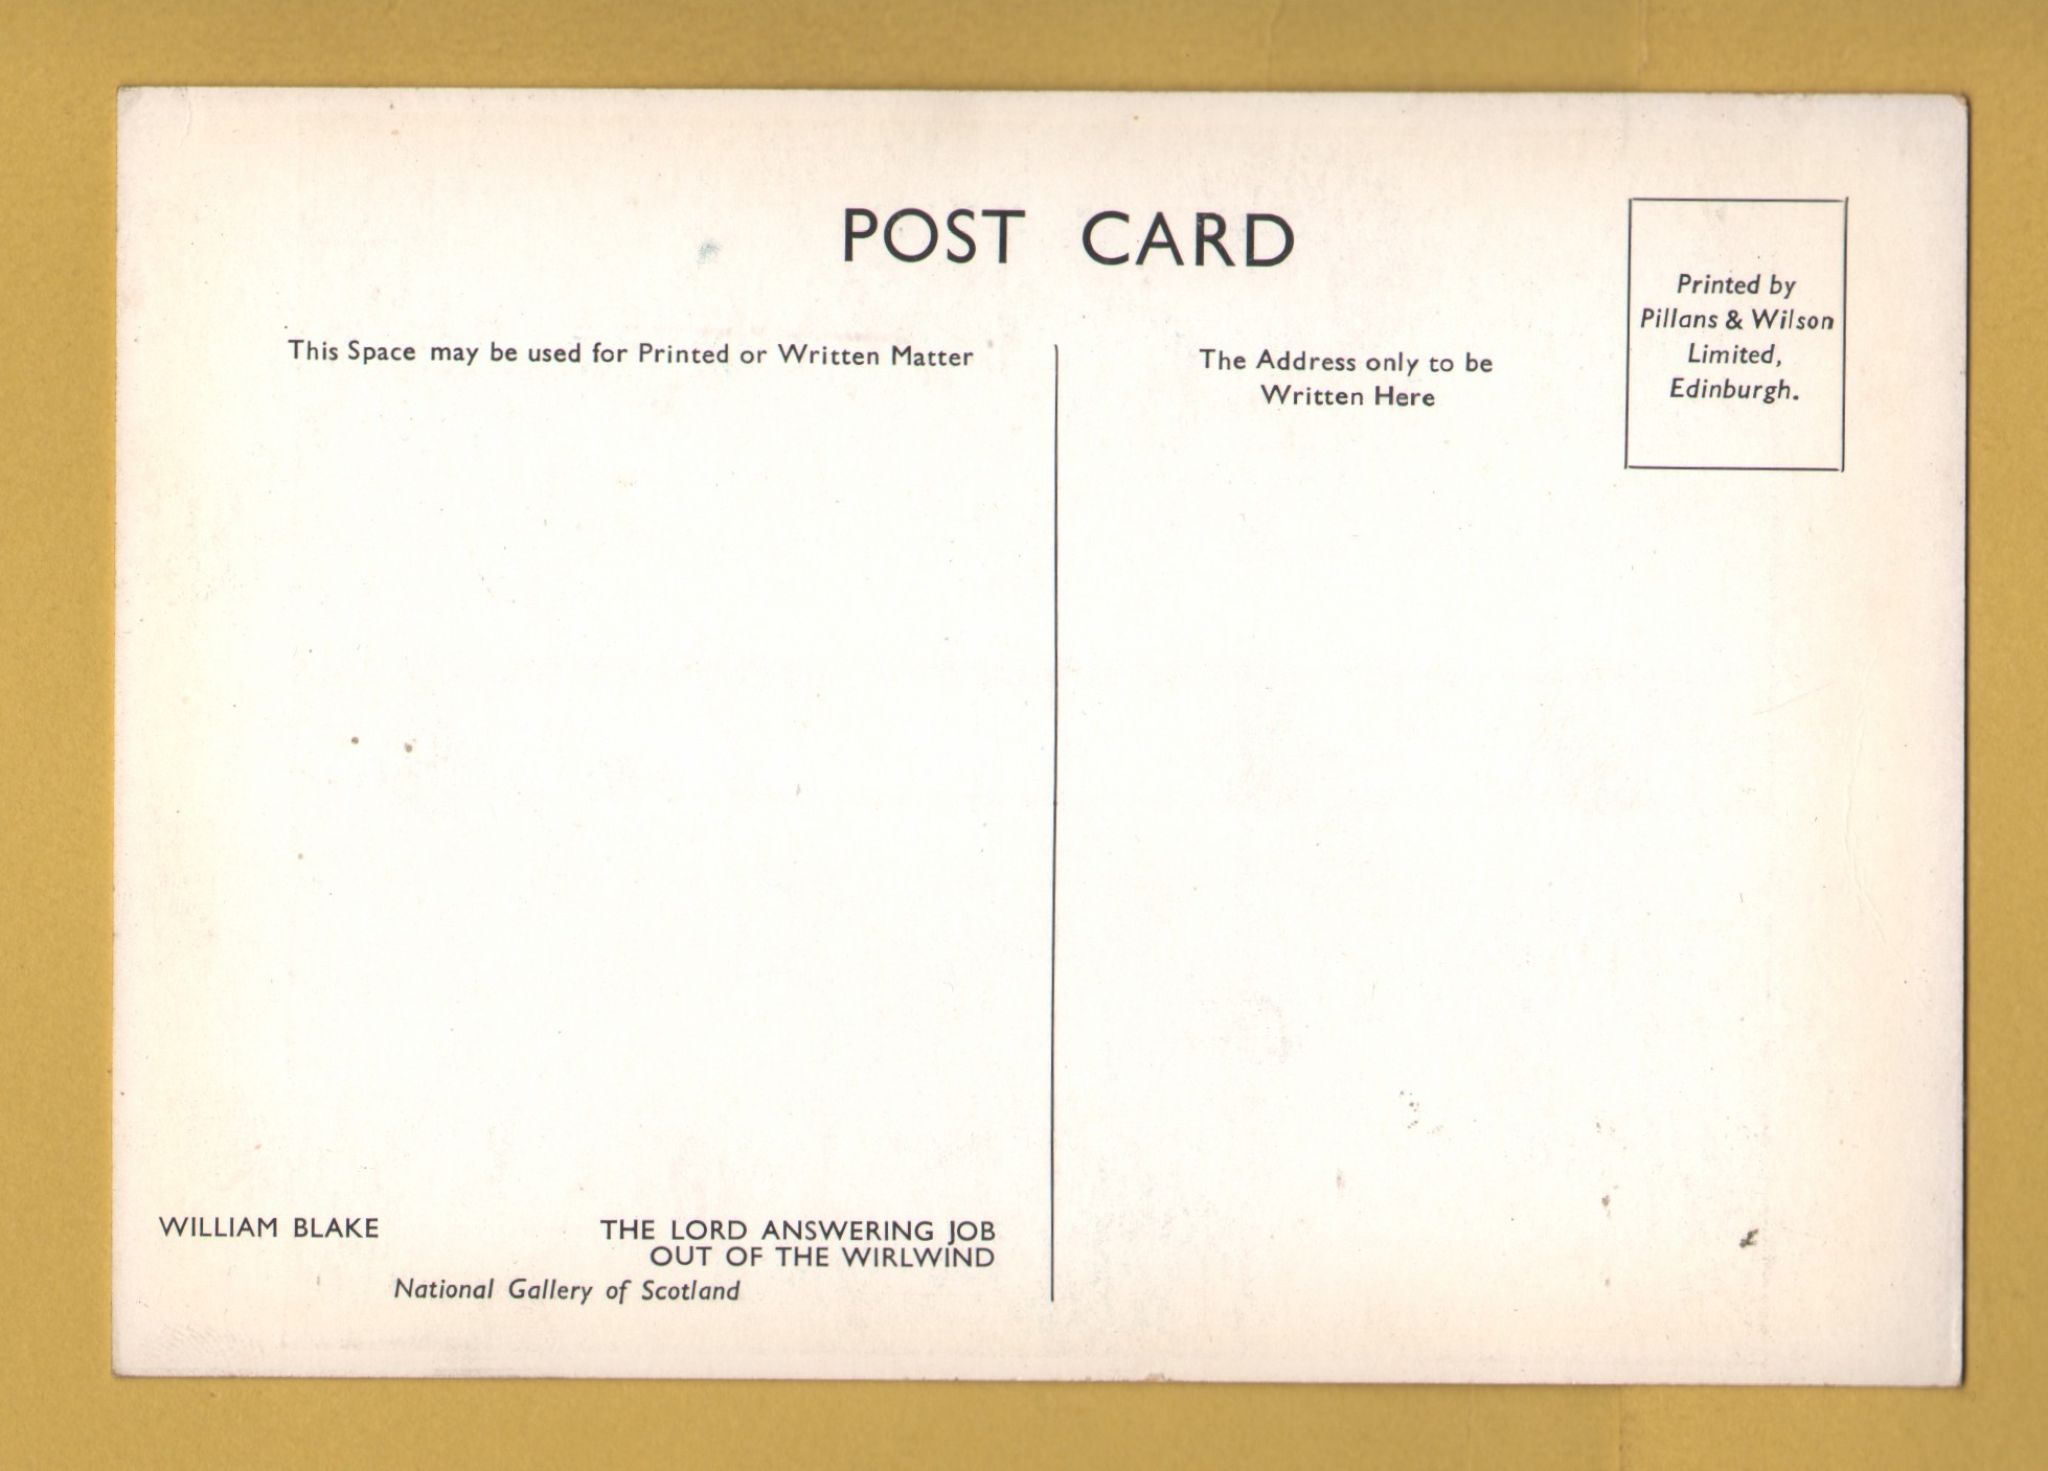 POST CARD
This Space may be used for Printed or Written Matter
The Address only to be
Written Here
Printed by
Pillans & Wilson
Limited,
Edinburgh.
WILLIAM BLAKE
THE LORD ANSWERING JOB
OUT OF THE WIRLWIND
National Gallery of Scotland